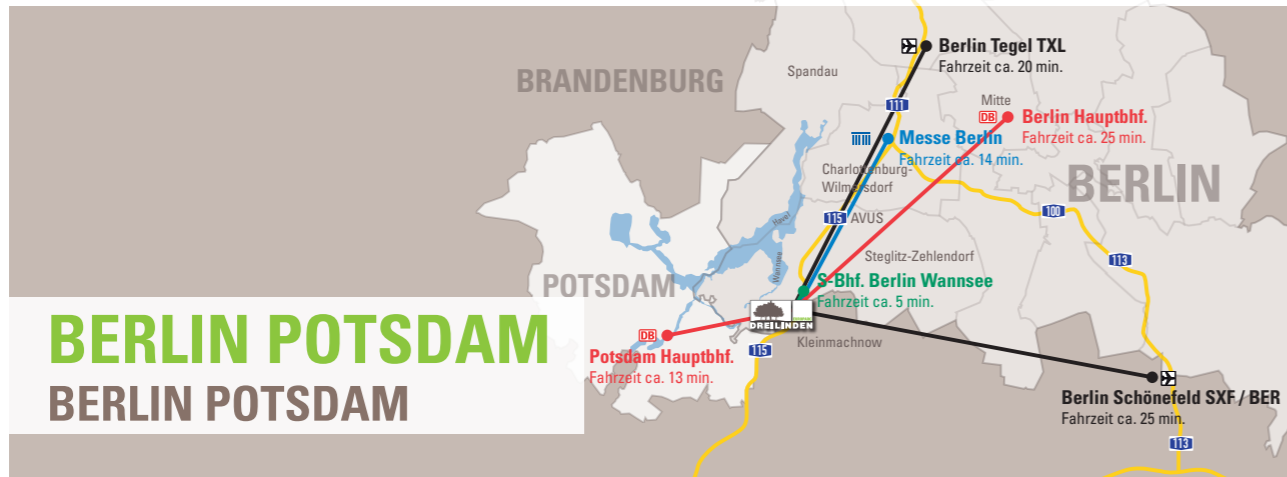 Berlin Tegel TXL
Fahrzeit ca. 20 min.
Spandau
BRANDENBURG
111
Mitte
DB
Berlin Hauptbhf.
Fahrzeit ca. 25 min.
Messe Berlin
Fahrzeit ca. 14 min.
Charlottenburg-
Wilmersdorf
BERLIN
115
AVUS
100
Havel
Steglitz-Zehlendorf
113
Wannsee
POTSDAM
S-Bhf. Berlin Wannsee
Fahrzeit ca. 5 min.
DREILINDEN
BERLIN POTSDAM
BERLIN POTSDAM
DB
Potsdam Hauptbhf.
Fahrzeit ca. 13 min.
115
Kleinmachnow
Berlin Schönefeld SXF / BER
Fahrzeit ca. 25 min.
113